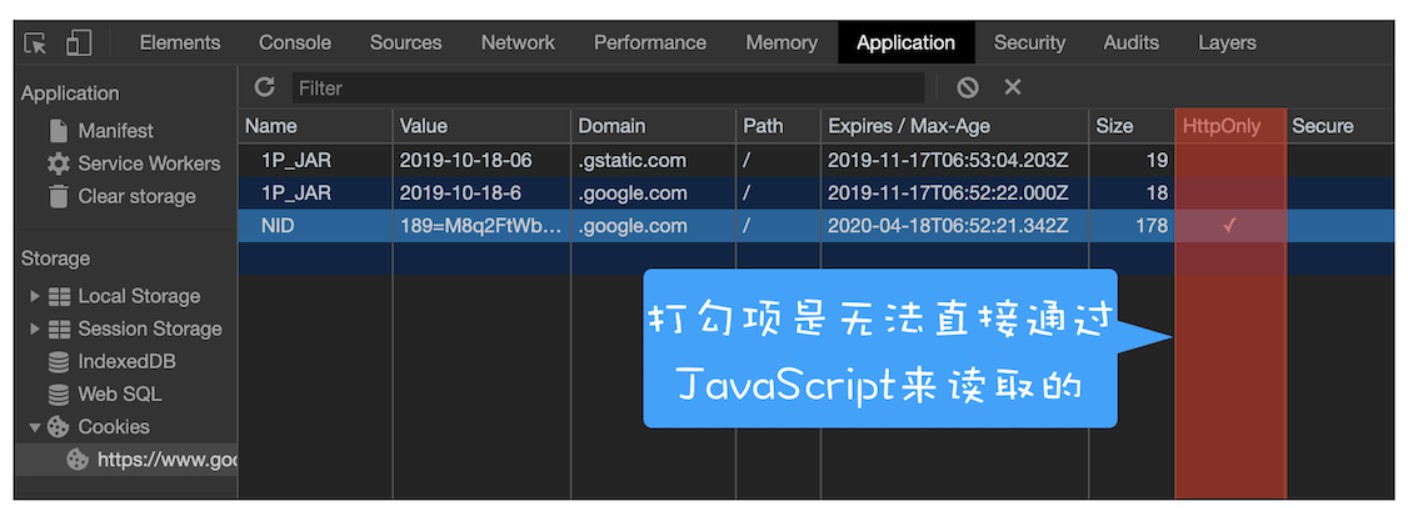 Elements Console Sources Network Performance Memory Application Security Audits Layers
Application
Filter
Manifest
Service Workers
Clear storage
Name Value Domain Path Expires / Max-Age Size HttpOnly Secure
1P_JAR 2019-10-18-06 .gstatic.com / 2019-11-17T06:53:04.203Z 19
1P_JAR 2019-10-18-6 .google.com / 2019-11-17T06:52:22.000Z 18
NID 189=M8q2FtWb... .google.com / 2020-04-18T06:52:21.342Z 178 ✓
Storage
Local Storage
Session Storage
IndexedDB
Web SQL
Cookies
https://www.goo
打勾项是无法直接通过
JavaScript来读取的